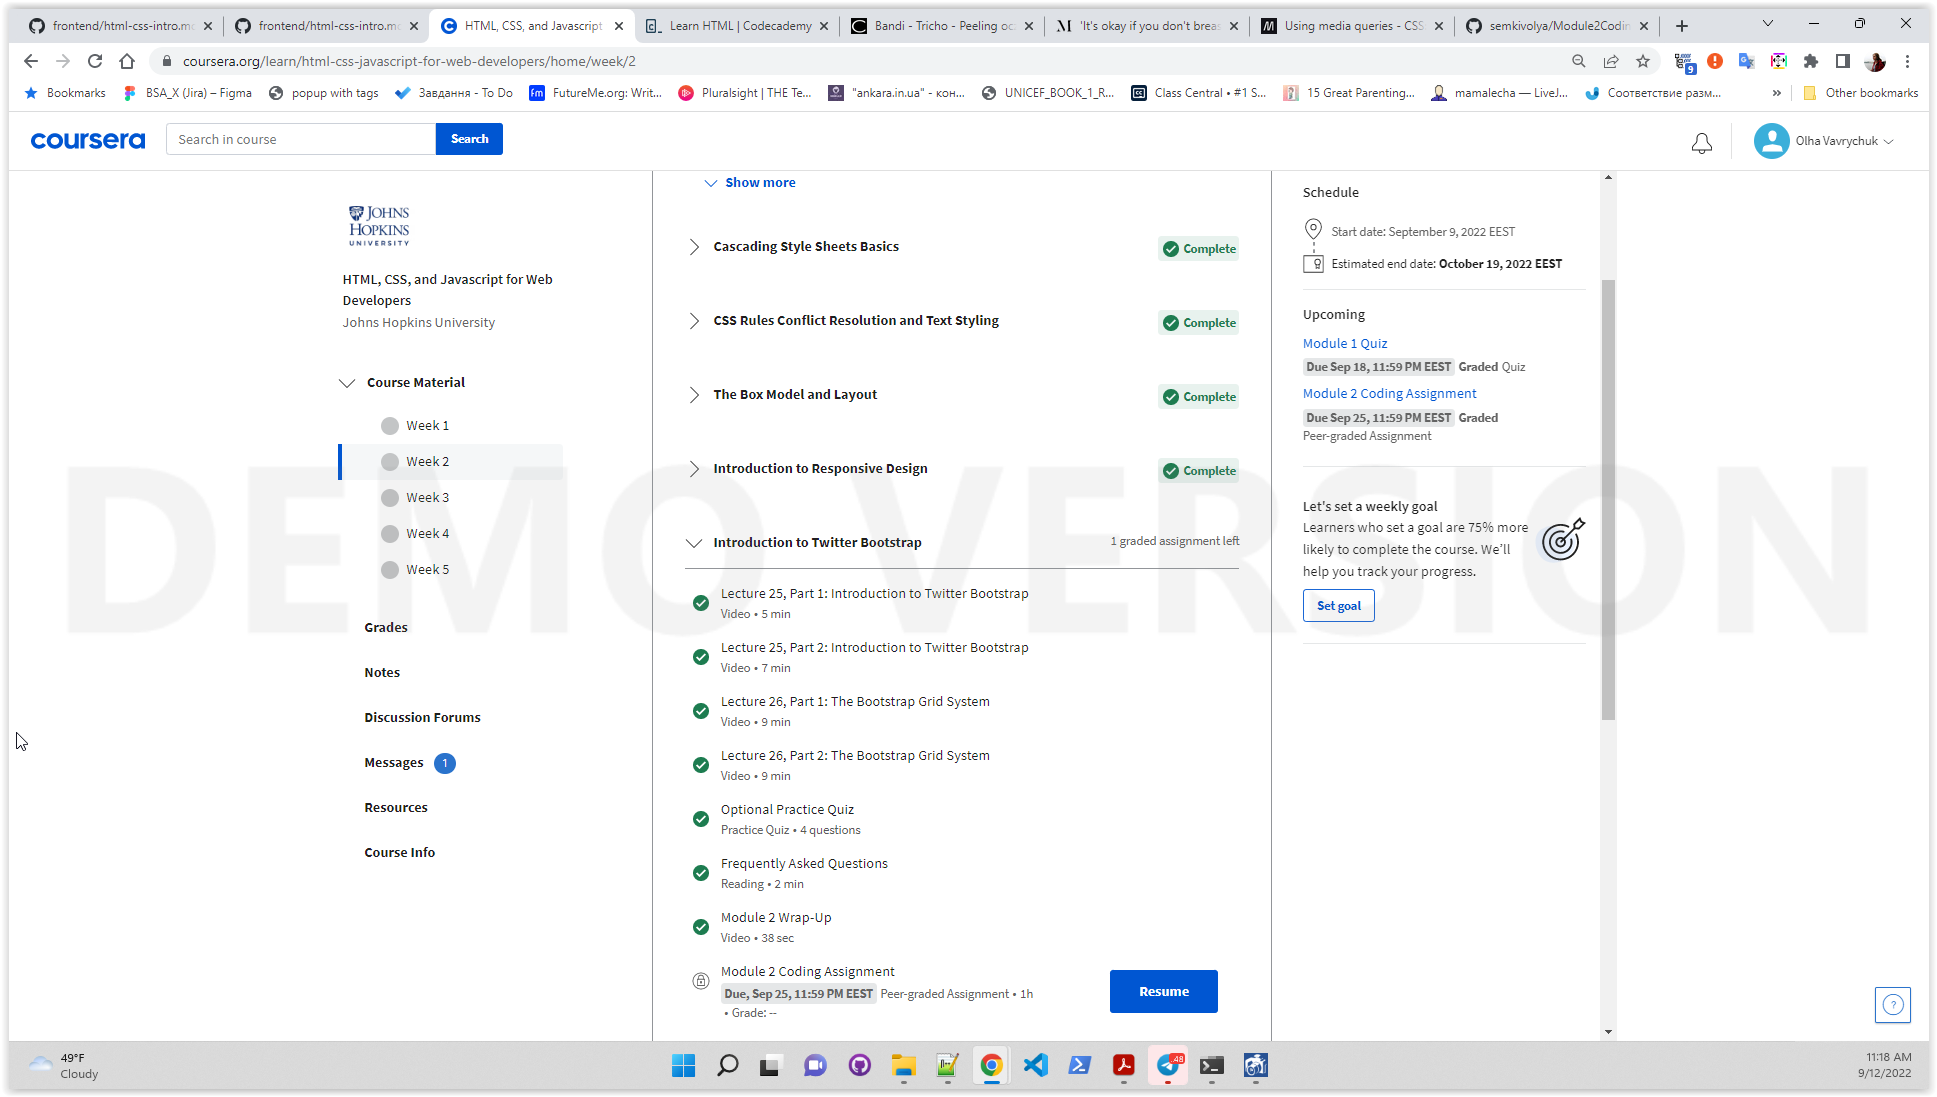 frontend/html-css-intro.mo
frontend/html-css-intro.mo
HTML, CSS, and Javascript
Learn HTML | Codecademy
Bandi - Tricho - Peeling oc
'It's okay if you don't breas
Using media queries - CSS
semkivolya/Module2Codin
coursera.org/learn/html-css-javascript-for-web-developers/home/week/2
9
Bookmarks
BSA_X (Jira) – Figma
popup with tags
Завдання - To Do
fm
FutureMe.org: Writ...
Pluralsight | THE Te...
"ankara.in.ua" - кон...
UNICEF_BOOK_1_R...
Class Central • #1 S...
15 Great Parenting...
mamalecha — LiveJ...
Соответствие разм...
»
Other bookmarks
coursera
Search in course
Search
Olha Vavrychuk
JOHNS
HOPKINS
UNIVERSITY
HTML, CSS, and Javascript for Web
Developers
Johns Hopkins University
Course Material
Week 1
Week 2
Week 3
Week 4
Week 5
Grades
Notes
Discussion Forums
Messages 1
Resources
Course Info
Show more
Cascading Style Sheets Basics
Complete
CSS Rules Conflict Resolution and Text Styling
Complete
The Box Model and Layout
Complete
Introduction to Responsive Design
Complete
Introduction to Twitter Bootstrap
1 graded assignment left
Lecture 25, Part 1: Introduction to Twitter Bootstrap
Video • 5 min
Lecture 25, Part 2: Introduction to Twitter Bootstrap
Video • 7 min
Lecture 26, Part 1: The Bootstrap Grid System
Video • 9 min
Lecture 26, Part 2: The Bootstrap Grid System
Video • 9 min
Optional Practice Quiz
Practice Quiz • 4 questions
Frequently Asked Questions
Reading • 2 min
Module 2 Wrap-Up
Video • 38 sec
Module 2 Coding Assignment
Due, Sep 25, 11:59 PM EEST Peer-graded Assignment • 1h
• Grade: --
Resume
Schedule
Start date: September 9, 2022 EEST
Estimated end date: October 19, 2022 EEST
Upcoming
Module 1 Quiz
Due Sep 18, 11:59 PM EEST Graded Quiz
Module 2 Coding Assignment
Due Sep 25, 11:59 PM EEST Graded
Peer-graded Assignment
Let's set a weekly goal
Learners who set a goal are 75% more
likely to complete the course. We'll
help you track your progress.
Set goal
DEMO VERSION
?
49°F
Cloudy
48
11:18 AM
9/12/2022